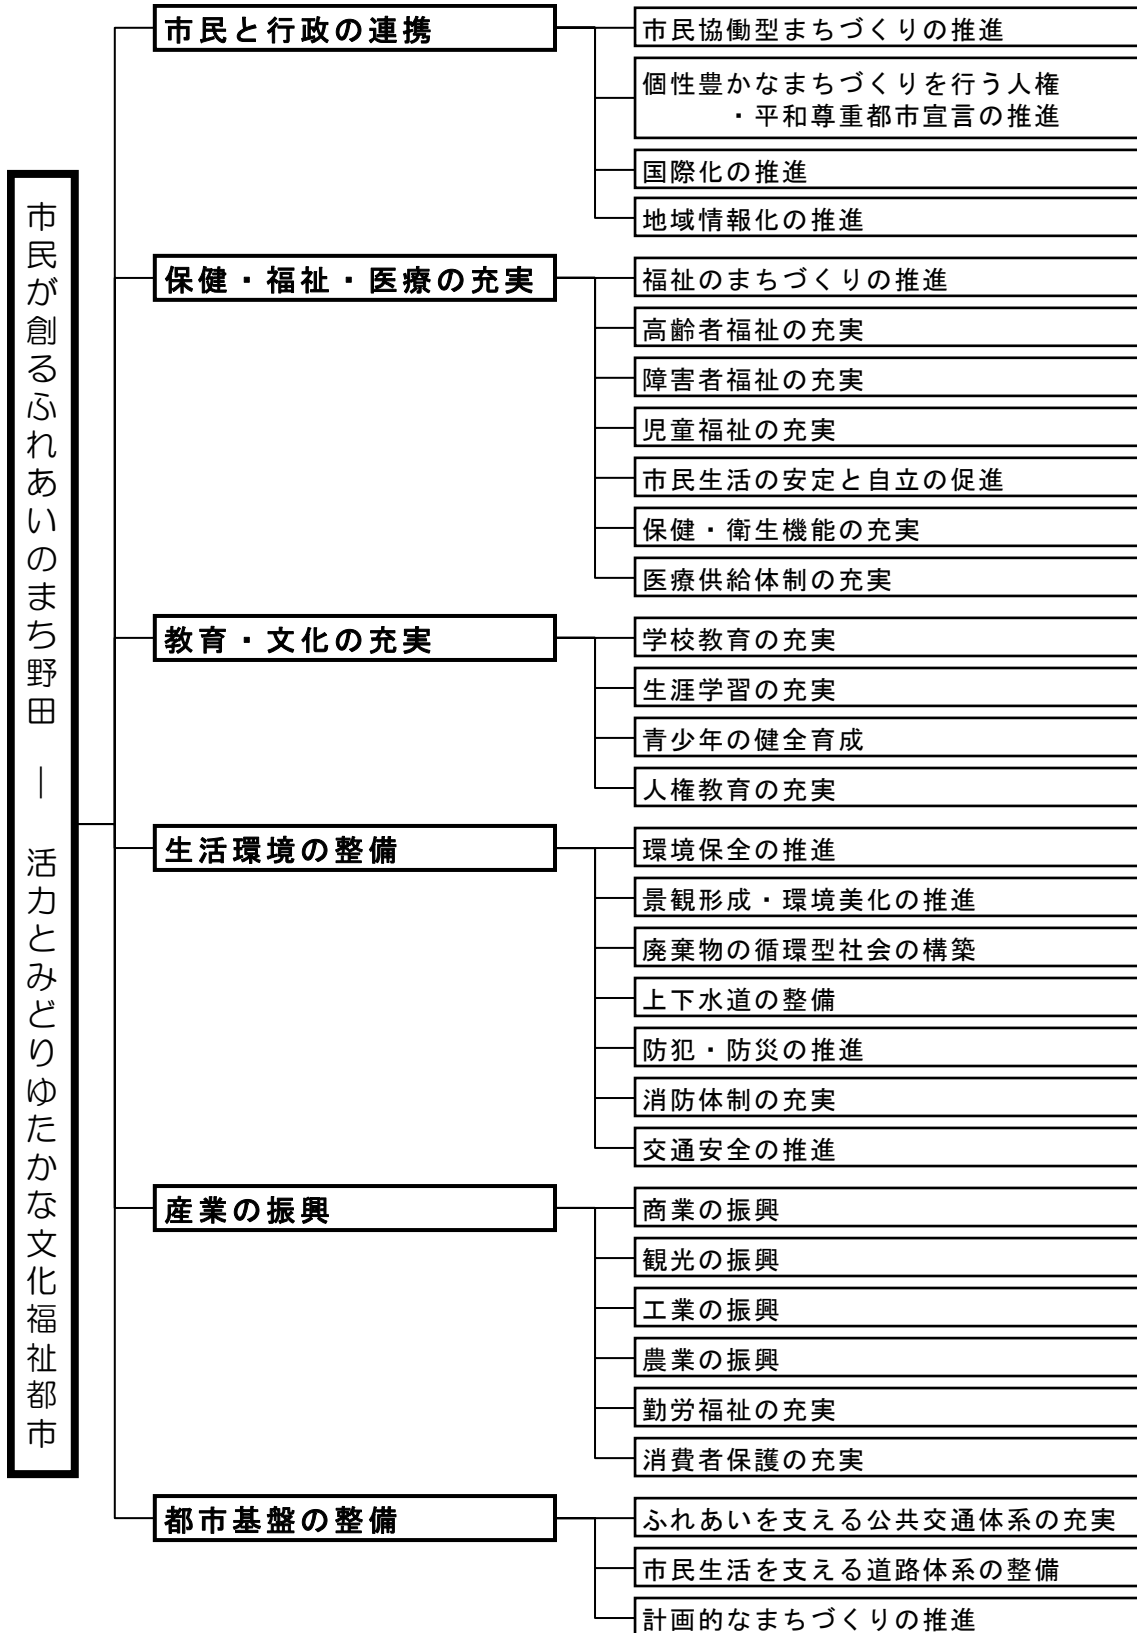 市民が創るふれあいのまち野田 ― 活力とみどりゆたかな文化福祉都市
市民と行政の連携
市民協働型まちづくりの推進
個性豊かなまちづくりを行う人権
・平和尊重都市宣言の推進
国際化の推進
地域情報化の推進
保健・福祉・医療の充実
福祉のまちづくりの推進
高齢者福祉の充実
障害者福祉の充実
児童福祉の充実
市民生活の安定と自立の促進
保健・衛生機能の充実
医療供給体制の充実
教育・文化の充実
学校教育の充実
生涯学習の充実
青少年の健全育成
人権教育の充実
生活環境の整備
環境保全の推進
景観形成・環境美化の推進
廃棄物の循環型社会の構築
上下水道の整備
防犯・防災の推進
消防体制の充実
交通安全の推進
産業の振興
商業の振興
観光の振興
工業の振興
農業の振興
勤労福祉の充実
消費者保護の充実
都市基盤の整備
ふれあいを支える公共交通体系の充実
市民生活を支える道路体系の整備
計画的なまちづくりの推進